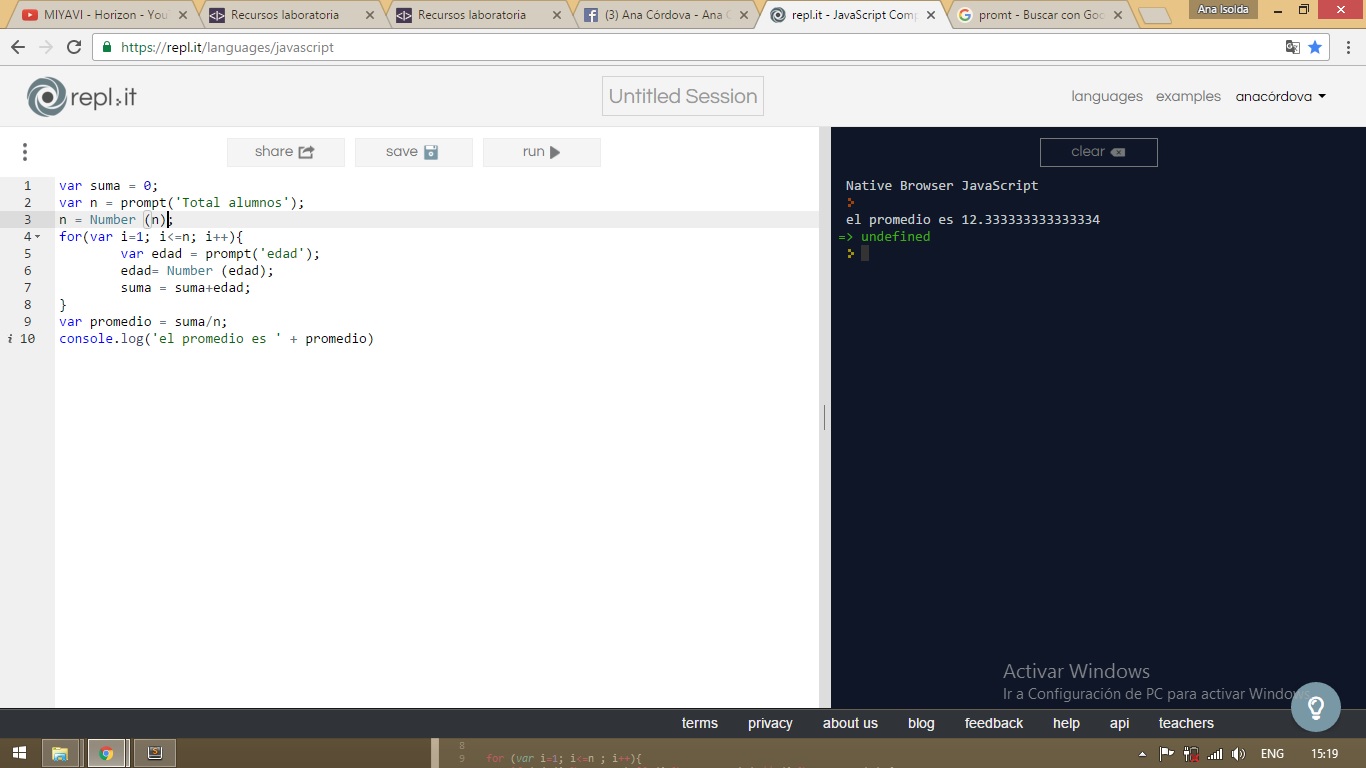 MIYAVI - Horizon - You
Recursos laboratoria
Recursos laboratoria
(3) Ana Córdova - Ana C
repl.it - JavaScript Comp
promt - Buscar con Goo
Ana Isolda
https://repl.it/languages/javascript
repl.it
Untitled Session
languages
examples
anacórdova
share
save
run
clear
1 var suma = 0;
2 var n = prompt('Total alumnos');
3 n = Number (n);
4 for(var i=1; i<=n; i++){
5 var edad = prompt('edad');
6 edad= Number (edad);
7 suma = suma+edad;
8 }
9 var promedio = suma/n;
i 10 console.log('el promedio es ' + promedio)
Native Browser JavaScript
el promedio es 12.333333333333334
=> undefined
Activar Windows
Ir a Configuración de PC para activar Windows.
terms privacy about us blog feedback help api teachers
8
9 for (var i=1; i<=n ; i++){
ENG
15:19